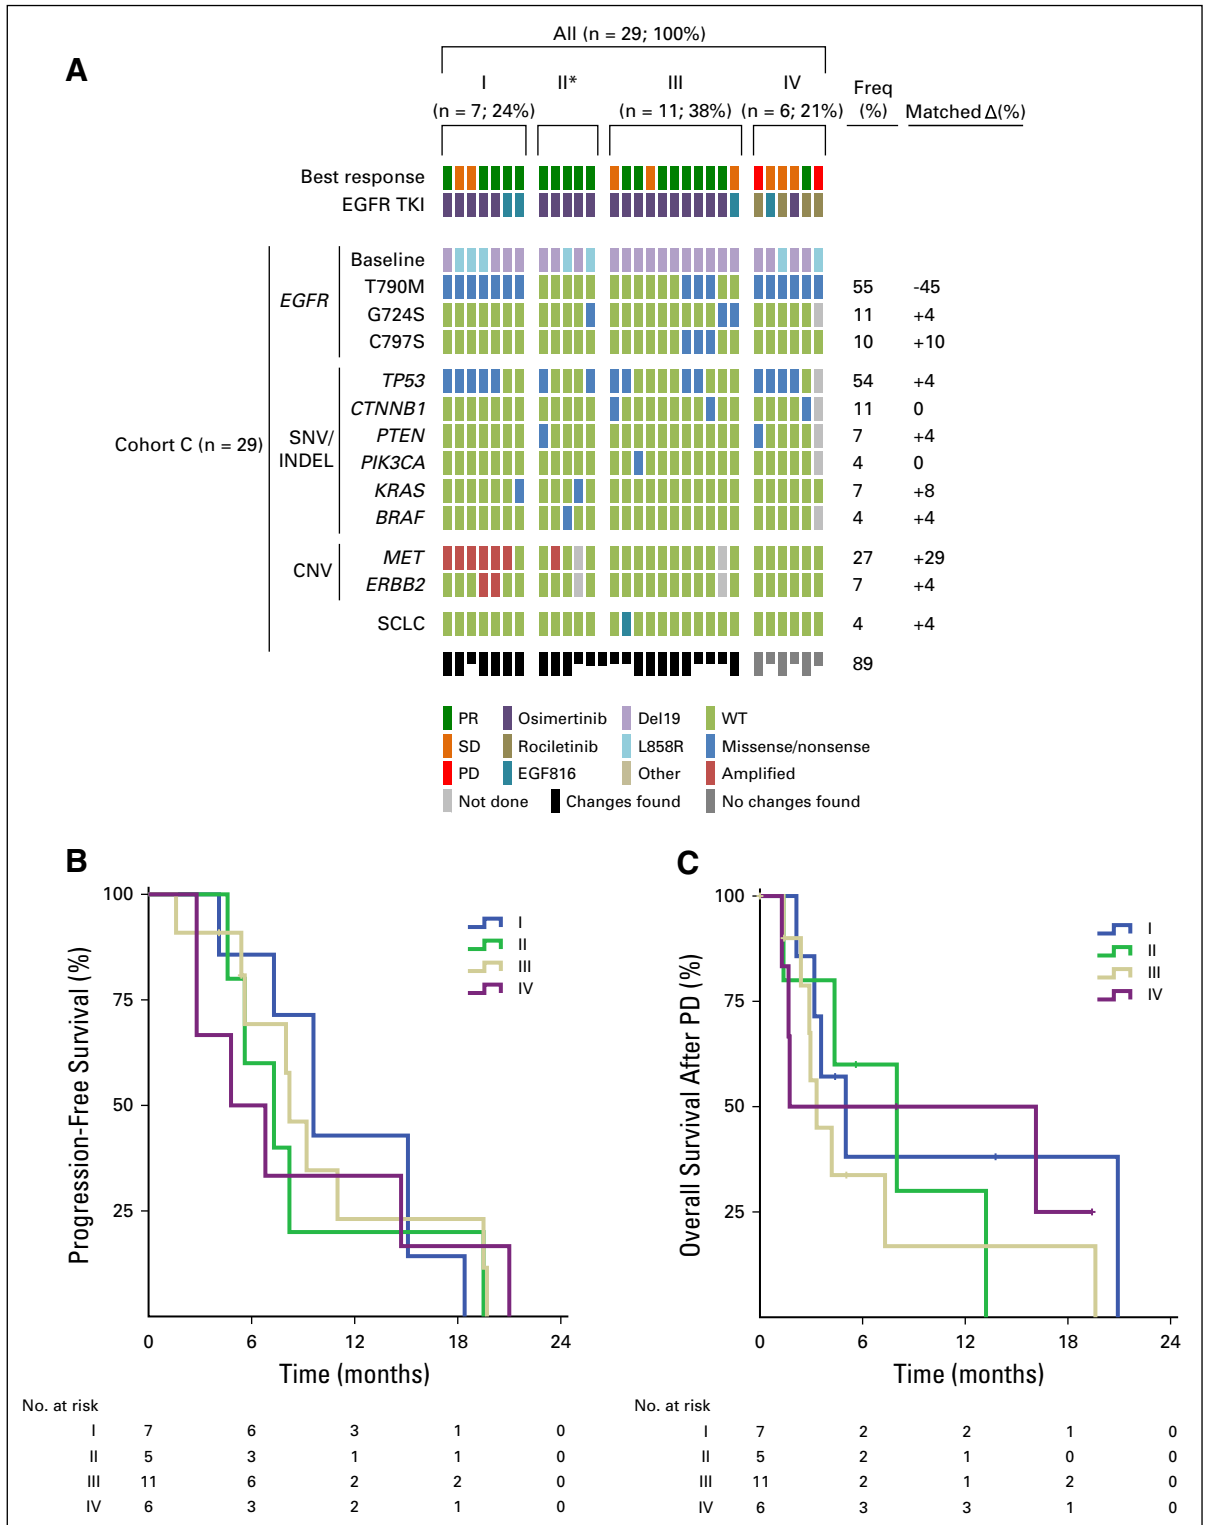 All (n = 29; 100%)
A
I II* III IV
(n = 7; 24%) (n = 11; 38%) (n = 6; 21%)
Freq (%) Matched Δ(%)
Best response
EGFR TKI
Cohort C (n = 29)
EGFR
Baseline
T790M 55 -45
G724S 11 +4
C797S 10 +10
SNV/
INDEL
TP53 54 +4
CTNNB1 11 0
PTEN 7 +4
PIK3CA 4 0
KRAS 7 +8
BRAF 4 +4
CNV
MET 27 +29
ERBB2 7 +4
SCLC 4 +4
89
PR Osimertinib Del19 WT
SD Rociletinib L858R Missense/nonsense
PD EGF816 Other Amplified
Not done Changes found No changes found
B
Progression-Free Survival (%)
100
75
50
25
I
II
III
IV
0 6 12 18 24
Time (months)
No. at risk
I 7 6 3 1 0
II 5 3 1 1 0
III 11 6 2 2 0
IV 6 3 2 1 0
C
Overall Survival After PD (%)
100
75
50
25
I
II
III
IV
0 6 12 18 24
Time (months)
No. at risk
I 7 2 2 1 0
II 5 2 1 0 0
III 11 2 1 2 0
IV 6 3 3 1 0